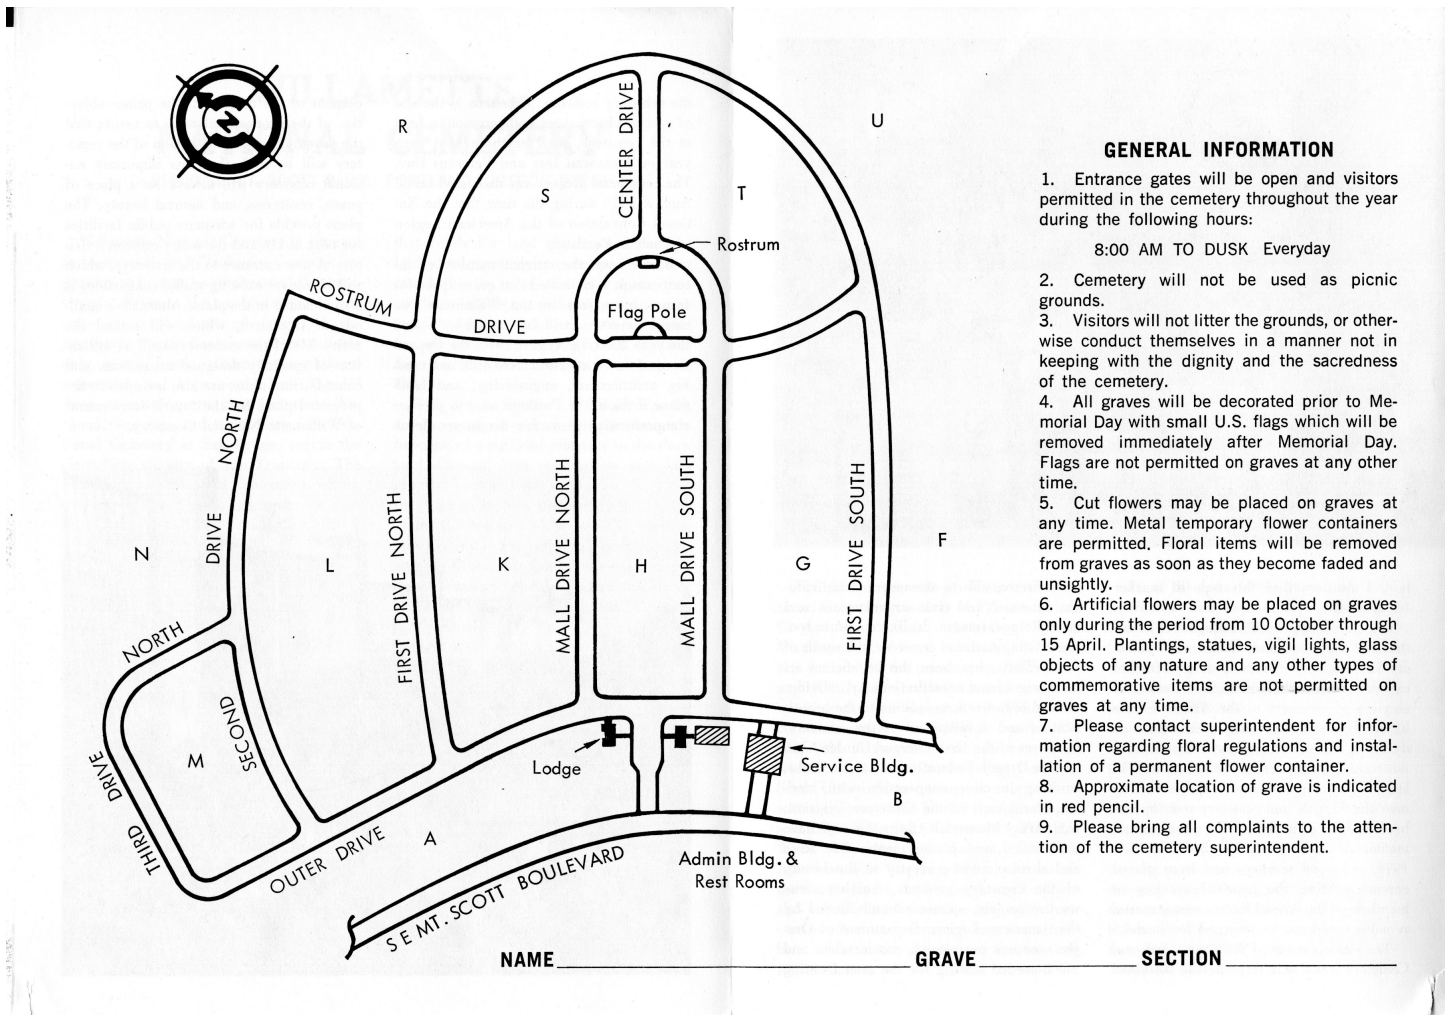 N
R
S
T
U
CENTER DRIVE
Rostrum
ROSTRUM
DRIVE
Flag Pole
DRIVE NORTH
FIRST DRIVE NORTH
MALL DRIVE NORTH
MALL DRIVE SOUTH
FIRST DRIVE SOUTH
N
L
K
H
G
F
NORTH
SECOND
M
THIRD DRIVE
Lodge
Service Bldg.
B
A
OUTER DRIVE
Admin Bldg. &
Rest Rooms
S E MT. SCOTT BOULEVARD
GENERAL INFORMATION
1. Entrance gates will be open and visitors
permitted in the cemetery throughout the year
during the following hours:
8:00 AM TO DUSK Everyday
2. Cemetery will not be used as picnic
grounds.
3. Visitors will not litter the grounds, or other-
wise conduct themselves in a manner not in
keeping with the dignity and the sacredness
of the cemetery.
4. All graves will be decorated prior to Me-
morial Day with small U.S. flags which will be
removed immediately after Memorial Day.
Flags are not permitted on graves at any other
time.
5. Cut flowers may be placed on graves at
any time. Metal temporary flower containers
are permitted. Floral items will be removed
from graves as soon as they become faded and
unsightly.
6. Artificial flowers may be placed on graves
only during the period from 10 October through
15 April. Plantings, statues, vigil lights, glass
objects of any nature and any other types of
commemorative items are not permitted on
graves at any time.
7. Please contact superintendent for infor-
mation regarding floral regulations and instal-
lation of a permanent flower container.
8. Approximate location of grave is indicated
in red pencil.
9. Please bring all complaints to the atten-
tion of the cemetery superintendent.
NAME GRAVE SECTION